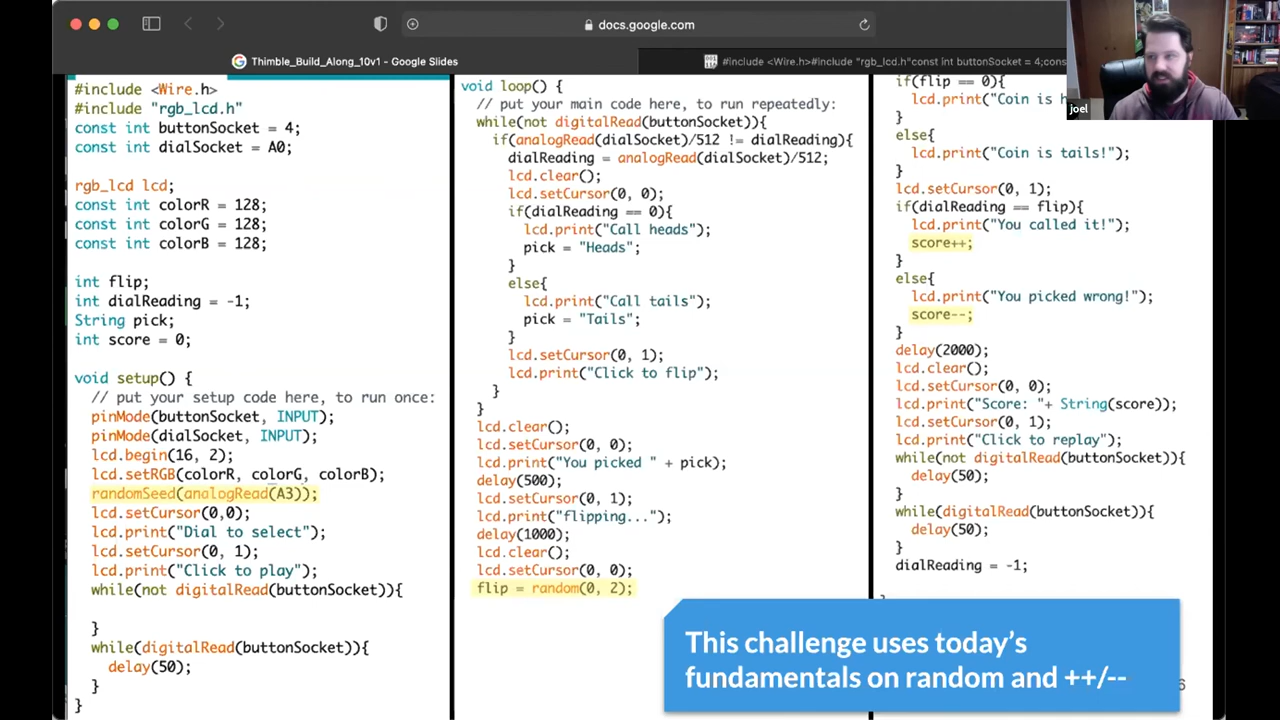 docs.google.com
Thimble_Build_Along_10v1 - Google Slides
#include <Wire.h>#include "rgb_lcd.h"const int buttonSocket = 4;const int dialSocket = A0;
joel
#include <Wire.h>
#include "rgb_lcd.h"
const int buttonSocket = 4;
const int dialSocket = A0;
rgb_lcd lcd;
const int colorR = 128;
const int colorG = 128;
const int colorB = 128;
int flip;
int dialReading = -1;
String pick;
int score = 0;
void setup() {
// put your setup code here, to run once:
pinMode(buttonSocket, INPUT);
pinMode(dialSocket, INPUT);
lcd.begin(16, 2);
lcd.setRGB(colorR, colorG, colorB);
randomSeed(analogRead(A3));
lcd.setCursor(0,0);
lcd.print("Dial to select");
lcd.setCursor(0, 1);
lcd.print("Click to play");
while(not digitalRead(buttonSocket)){
}
while(digitalRead(buttonSocket)){
delay(50);
}
}
void loop() {
// put your main code here, to run repeatedly:
while(not digitalRead(buttonSocket)){
if(analogRead(dialSocket)/512 != dialReading){
dialReading = analogRead(dialSocket)/512;
lcd.clear();
lcd.setCursor(0, 0);
if(dialReading == 0){
lcd.print("Call heads");
pick = "Heads";
}
else{
lcd.print("Call tails");
pick = "Tails";
}
lcd.setCursor(0, 1);
lcd.print("Click to flip");
}
}
lcd.clear();
lcd.setCursor(0, 0);
lcd.print("You picked " + pick);
delay(500);
lcd.setCursor(0, 1);
lcd.print("flipping...");
delay(1000);
lcd.clear();
lcd.setCursor(0, 0);
flip = random(0, 2);
if(flip == 0){
lcd.print("Coin is
}
else{
lcd.print("Coin is tails!");
}
lcd.setCursor(0, 1);
if(dialReading == flip){
lcd.print("You called it!");
score++;
}
else{
lcd.print("You picked wrong!");
score--;
}
delay(2000);
lcd.clear();
lcd.setCursor(0, 0);
lcd.print("Score: "+ String(score));
lcd.setCursor(0, 1);
lcd.print("Click to replay");
while(not digitalRead(buttonSocket)){
delay(50);
}
while(digitalRead(buttonSocket)){
delay(50);
}
dialReading = -1;
This challenge uses today's
fundamentals on random and ++/--
6